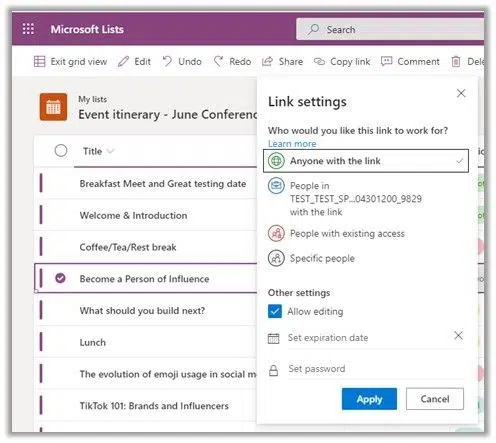 Microsoft Lists
Search
Exit grid view
Edit
Undo
Redo
Share
Copy link
Comment
My lists
Event itinerary - June Conferenc
Title
Breakfast Meet and Great testing date
Welcome & Introduction
Coffee/Tea/Rest break
Become a Person of Influence
What should you build next?
Lunch
The evolution of emoji usage in social m
TikTok 101: Brands and Influencers
Link settings
Who would you like this link to work for?
Learn more
Anyone with the link
People in
TEST_TEST_SP...04301200_9829
with the link
People with existing access
Specific people
Other settings
Allow editing
Set expiration date
Set password
Apply
Cancel